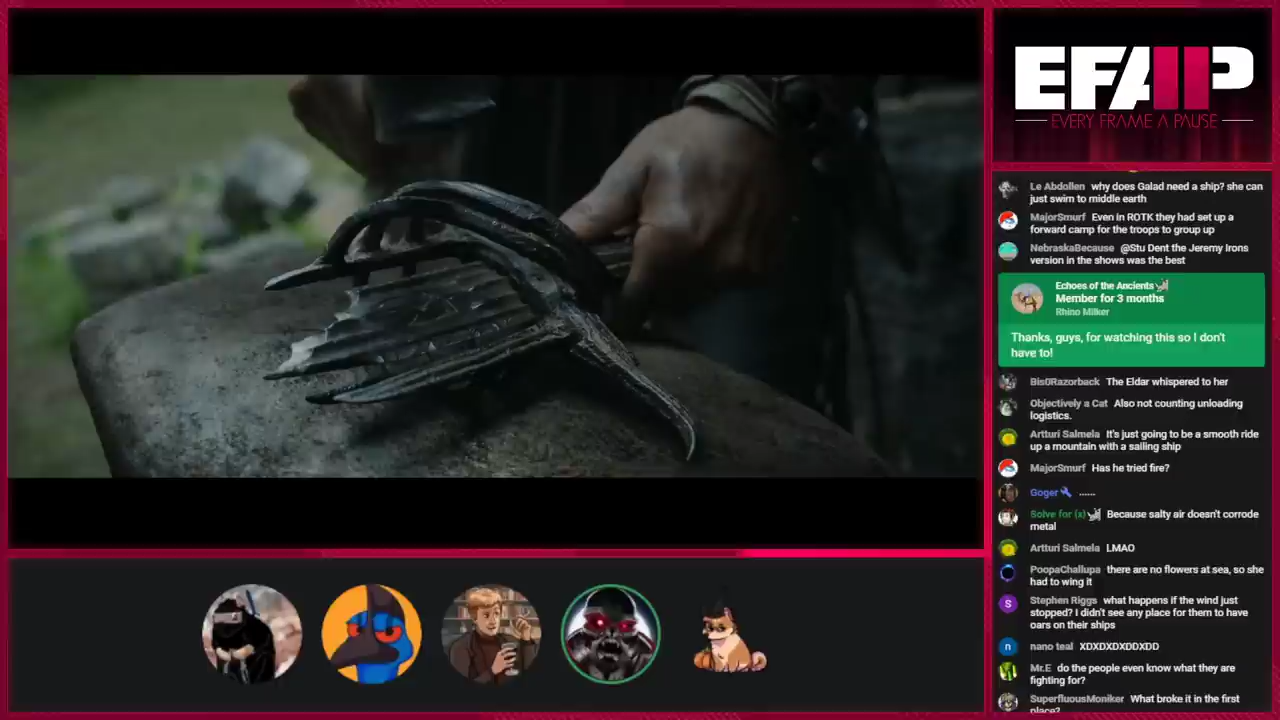 EFAP
EVERY FRAME A PAUSE
Le Abdollen why does Galad need a ship? she can
just swim to middle earth
MajorSmurf Even in ROTK they had set up a
forward camp for the troops to group up
NebraskaBecause @Stu Dent the Jeremy Irons
version in the shows was the best
Echoes of the Ancients
Member for 3 months
Rhino Milker
Thanks, guys, for watching this so I don't
have to!
Bis0Razorback The Eldar whispered to her
Objectively a Cat Also not counting unloading
logistics.
Artturi Salmela It's just going to be a smooth ride
up a mountain with a sailing ship
MajorSmurf Has he tried fire?
Goger ......
Solve for (x) Because salty air doesn't corrode
metal
Artturi Salmela LMAO
PoopaChallupa there are no flowers at sea, so she
had to wing it
S
Stephen Riggs what happens if the wind just
stopped? I didn't see any place for them to have
oars on their ships
n
nano teal XDXDXDXDDXDD
Mr.E do the people even know what they are
fighting for?
SuperfluousMoniker What broke it in the first
place?